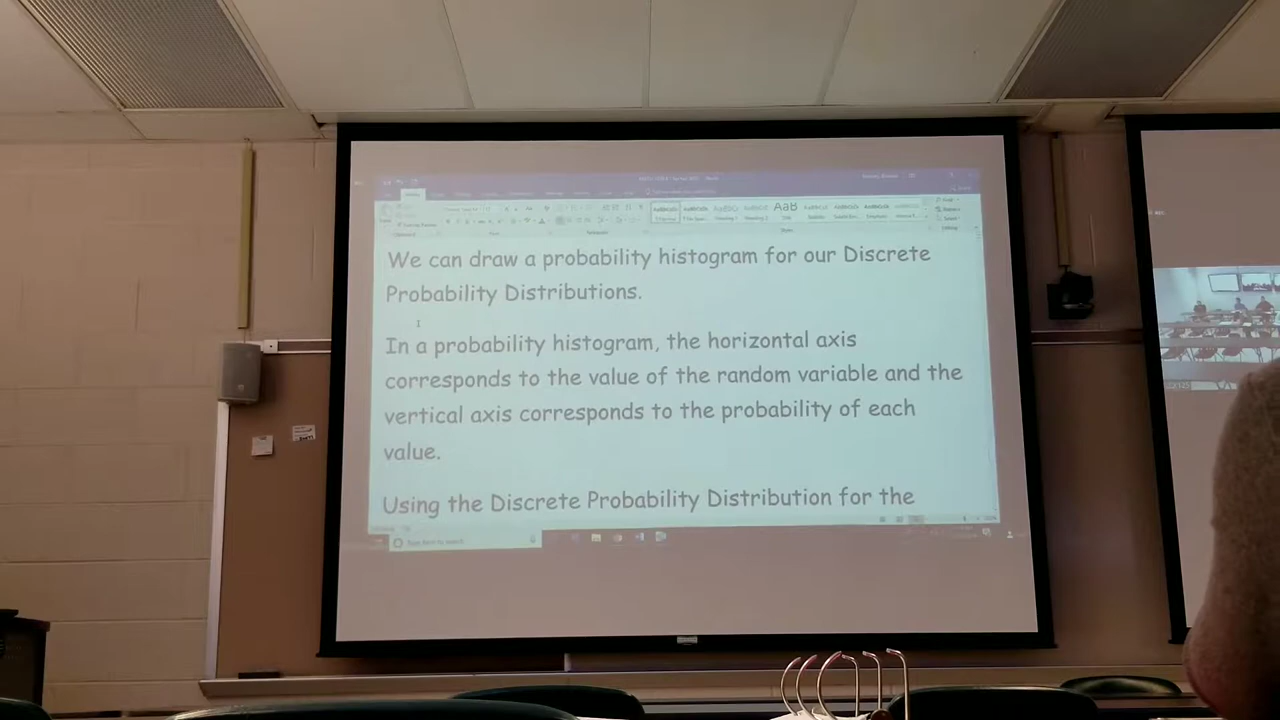 We can draw a probability histogram for our Discrete
Probability Distributions.
In a probability histogram, the horizontal axis
corresponds to the value of the random variable and the
vertical axis corresponds to the probability of each
value.
Using the Discrete Probability Distribution for the